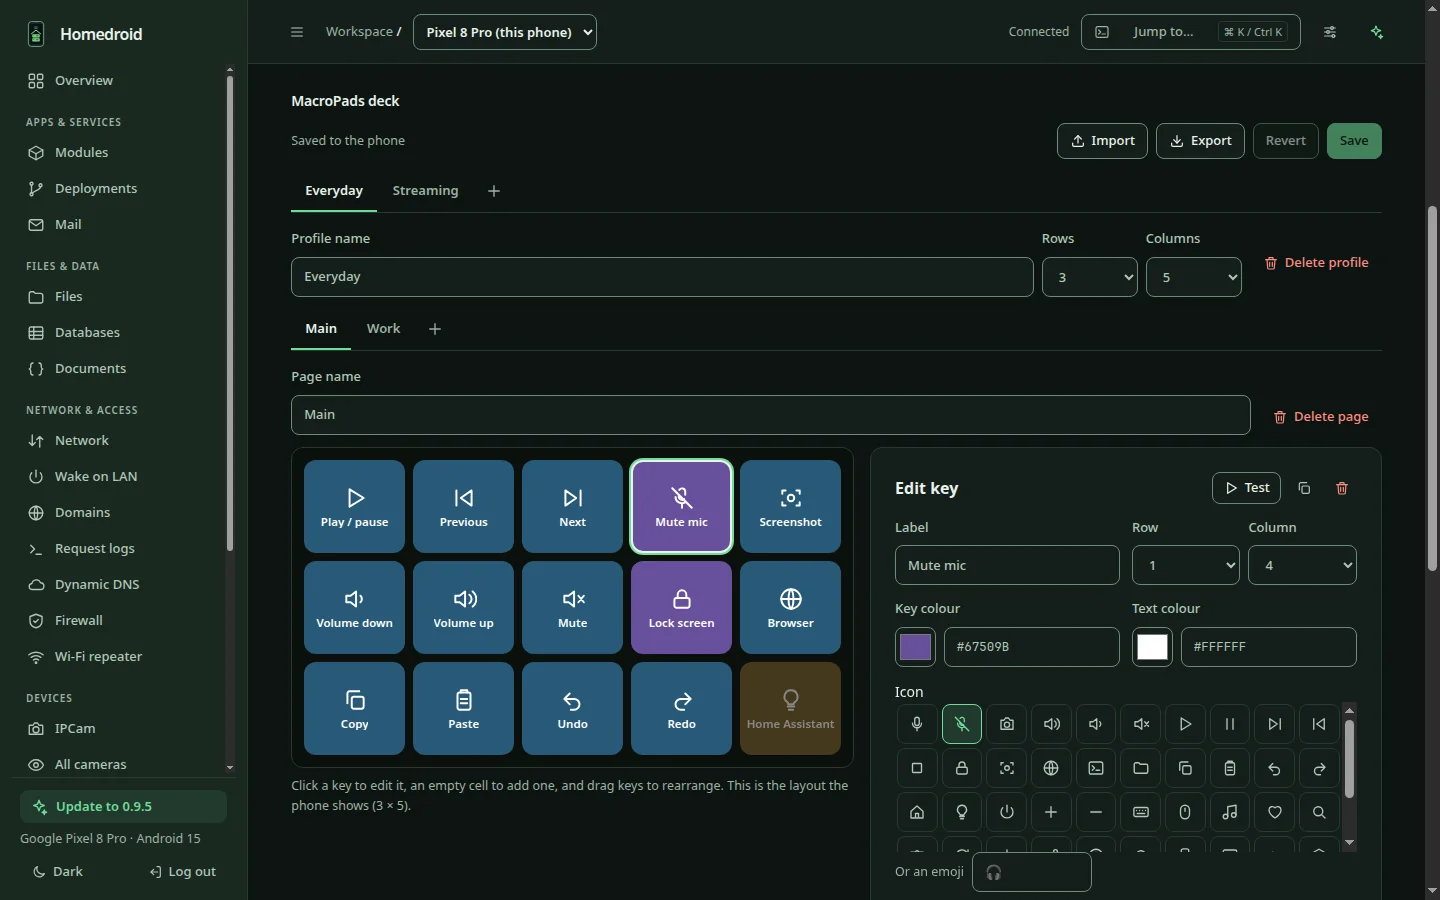 Homedroid
Workspace /
Pixel 8 Pro (this phone)
Connected
Jump to...
⌘ K / Ctrl K
Overview
APPS & SERVICES
Modules
Deployments
Mail
FILES & DATA
Files
Databases
Documents
NETWORK & ACCESS
Network
Wake on LAN
Domains
Request logs
Dynamic DNS
Firewall
Wi-Fi repeater
DEVICES
IPCam
All cameras
Update to 0.9.5
Google Pixel 8 Pro · Android 15
Dark
Log out
MacroPads deck
Saved to the phone
Import
Export
Revert
Save
Everyday
Streaming
Profile name
Rows
Columns
Everyday
3
5
Delete profile
Main
Work
Page name
Main
Delete page
Play / pause
Previous
Next
Mute mic
Screenshot
Volume down
Volume up
Mute
Lock screen
Browser
Copy
Paste
Undo
Redo
Home Assistant
Click a key to edit it, an empty cell to add one, and drag keys to rearrange. This is the layout the
phone shows (3 × 5).
Edit key
Test
Label
Row
Column
Mute mic
1
4
Key colour
Text colour
#67509B
#FFFFFF
Icon
Or an emoji